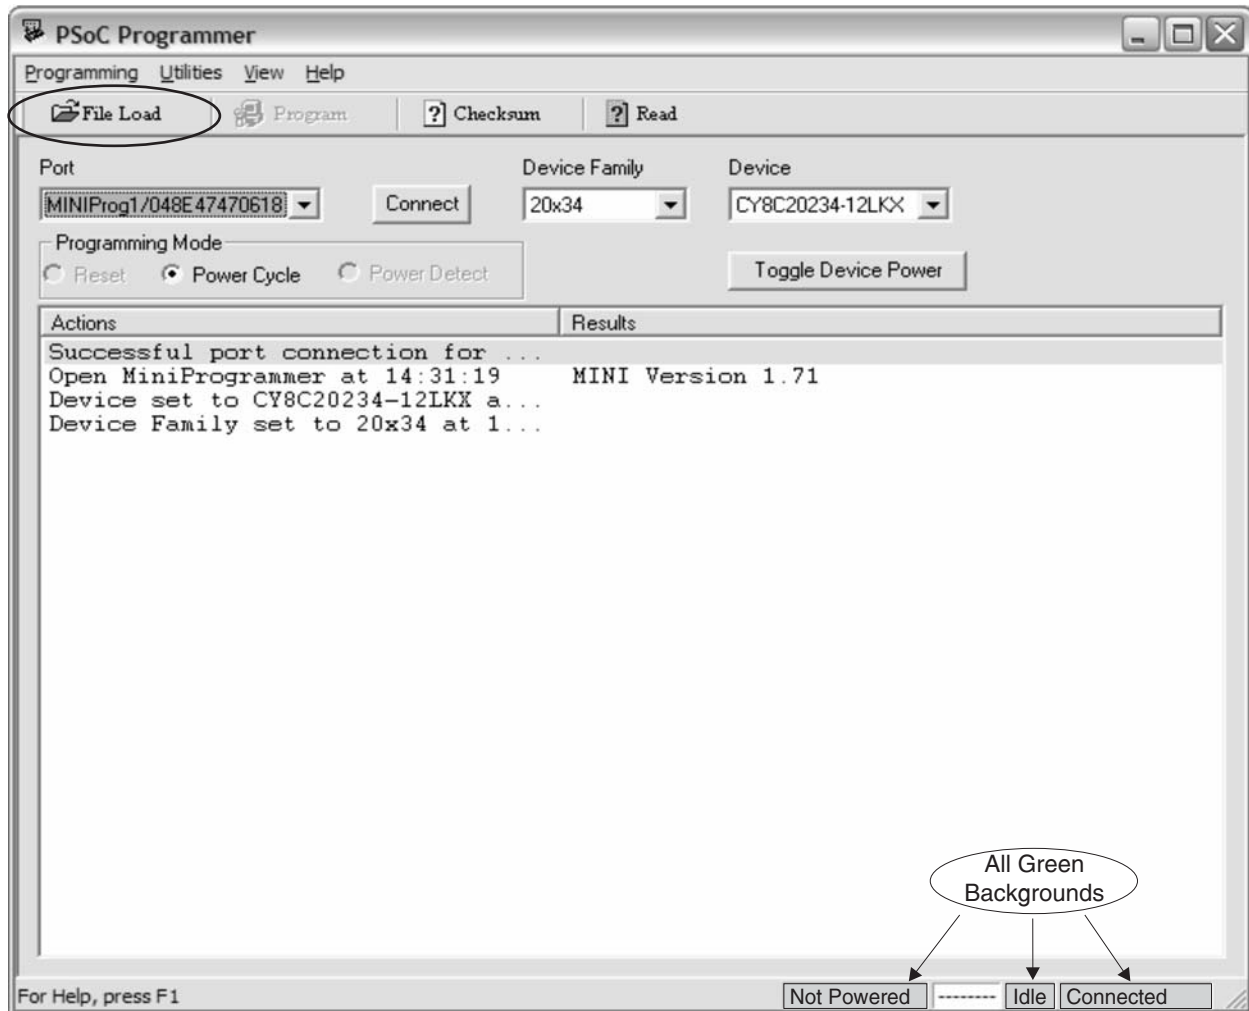 PSoC Programmer
Programming Utilities View Help
File Load Program Checksum Read
Port Device Family Device
MINIProg1/048E47470618 Connect 20x34 CY8C20234-12LKX
Programming Mode
Reset Power Cycle Power Detect Toggle Device Power
Actions Results
Successful port connection for ...
Open MiniProgrammer at 14:31:19 MINI Version 1.71
Device set to CY8C20234-12LKX a...
Device Family set to 20x34 at 1...
All Green
Backgrounds
For Help, press F1 Not Powered -------- Idle Connected